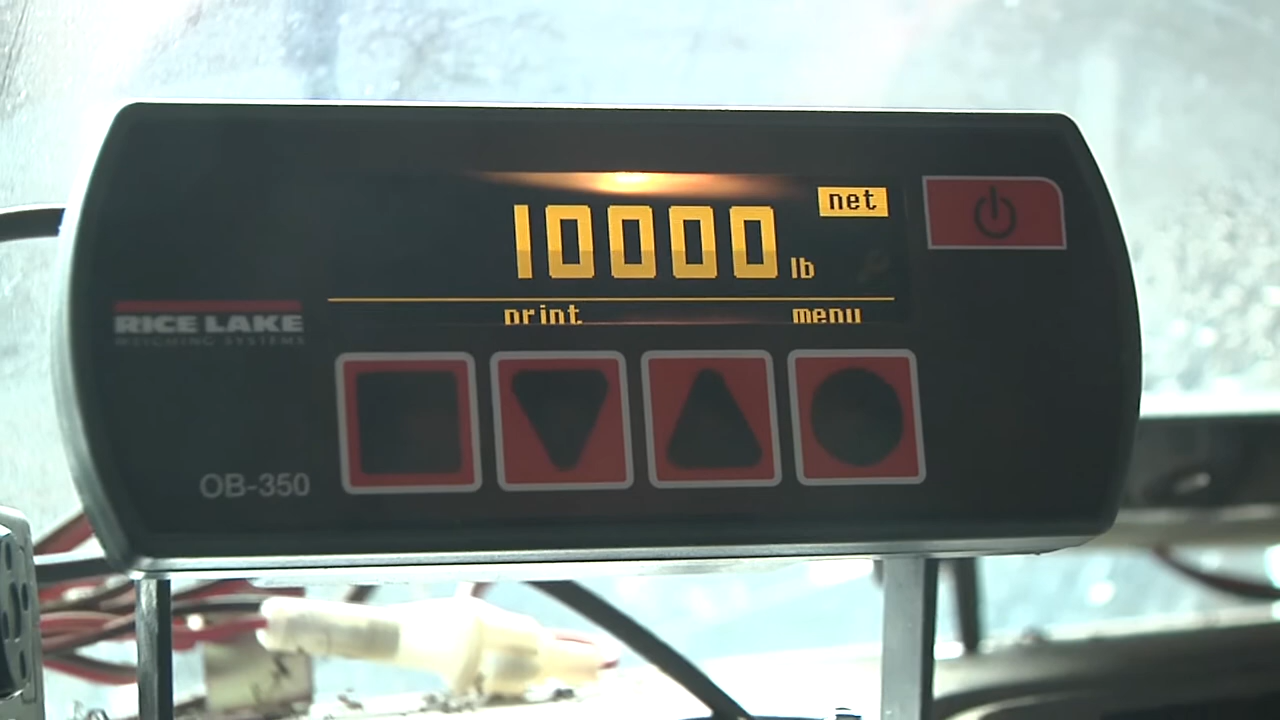 net
10000 lb
print menu
RICE LAKE
WEIGHING SYSTEMS
OB-350